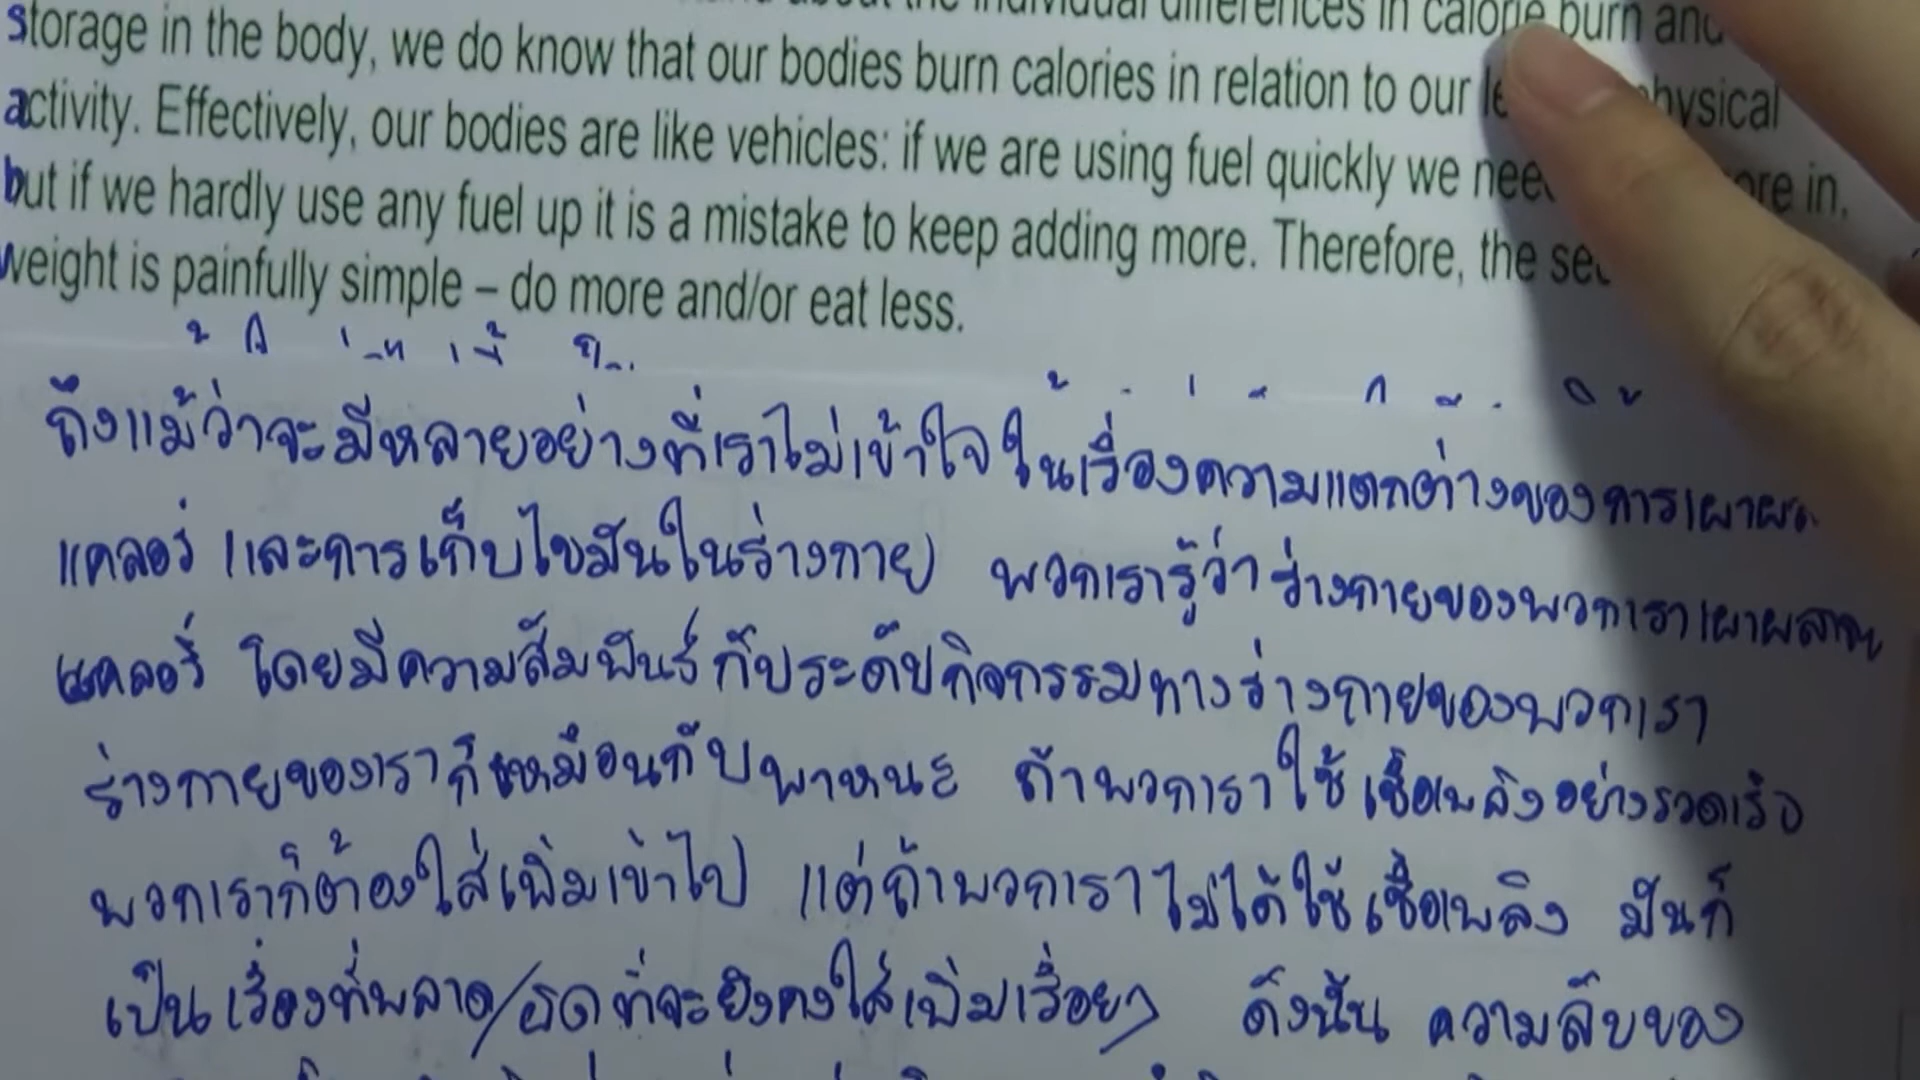 about the individual differences in calorie burn and
storage in the body, we do know that our bodies burn calories in relation to our physical
activity. Effectively, our bodies are like vehicles: if we are using fuel quickly we in,
but if we hardly use any fuel up it is a mistake to keep adding more. Therefore, the
weight is painfully simple – do more and/or eat less.
ถึงแม้ว่าจะมีหลายอย่างที่เราไม่เข้าใจในเรื่องความแตกต่างของการเผาผ
แคลอรี่ และการเก็บไขมันในร่างกาย พวกเรารู้ว่า ร่างกายของพวกเราเผาผลาญ
แคลอรี่ โดยมีความสัมพันธ์กับระดับกิจกรรมทางร่างกายของพวกเรา
ร่างกายของเราก็เหมือนกับพาหนะ ถ้าพวกเราใช้เชื้อเพลิงอย่างรวดเร็ว
พวกเราก็ต้องใส่เพิ่มเข้าไป แต่ถ้าพวกเราไม่ได้ใช้เชื้อเพลิง มันก็
เป็นเรื่องที่พลาด/ผิดที่จะยังคงใส่เพิ่มเรื่อยๆ ดังนั้น ความลับของ